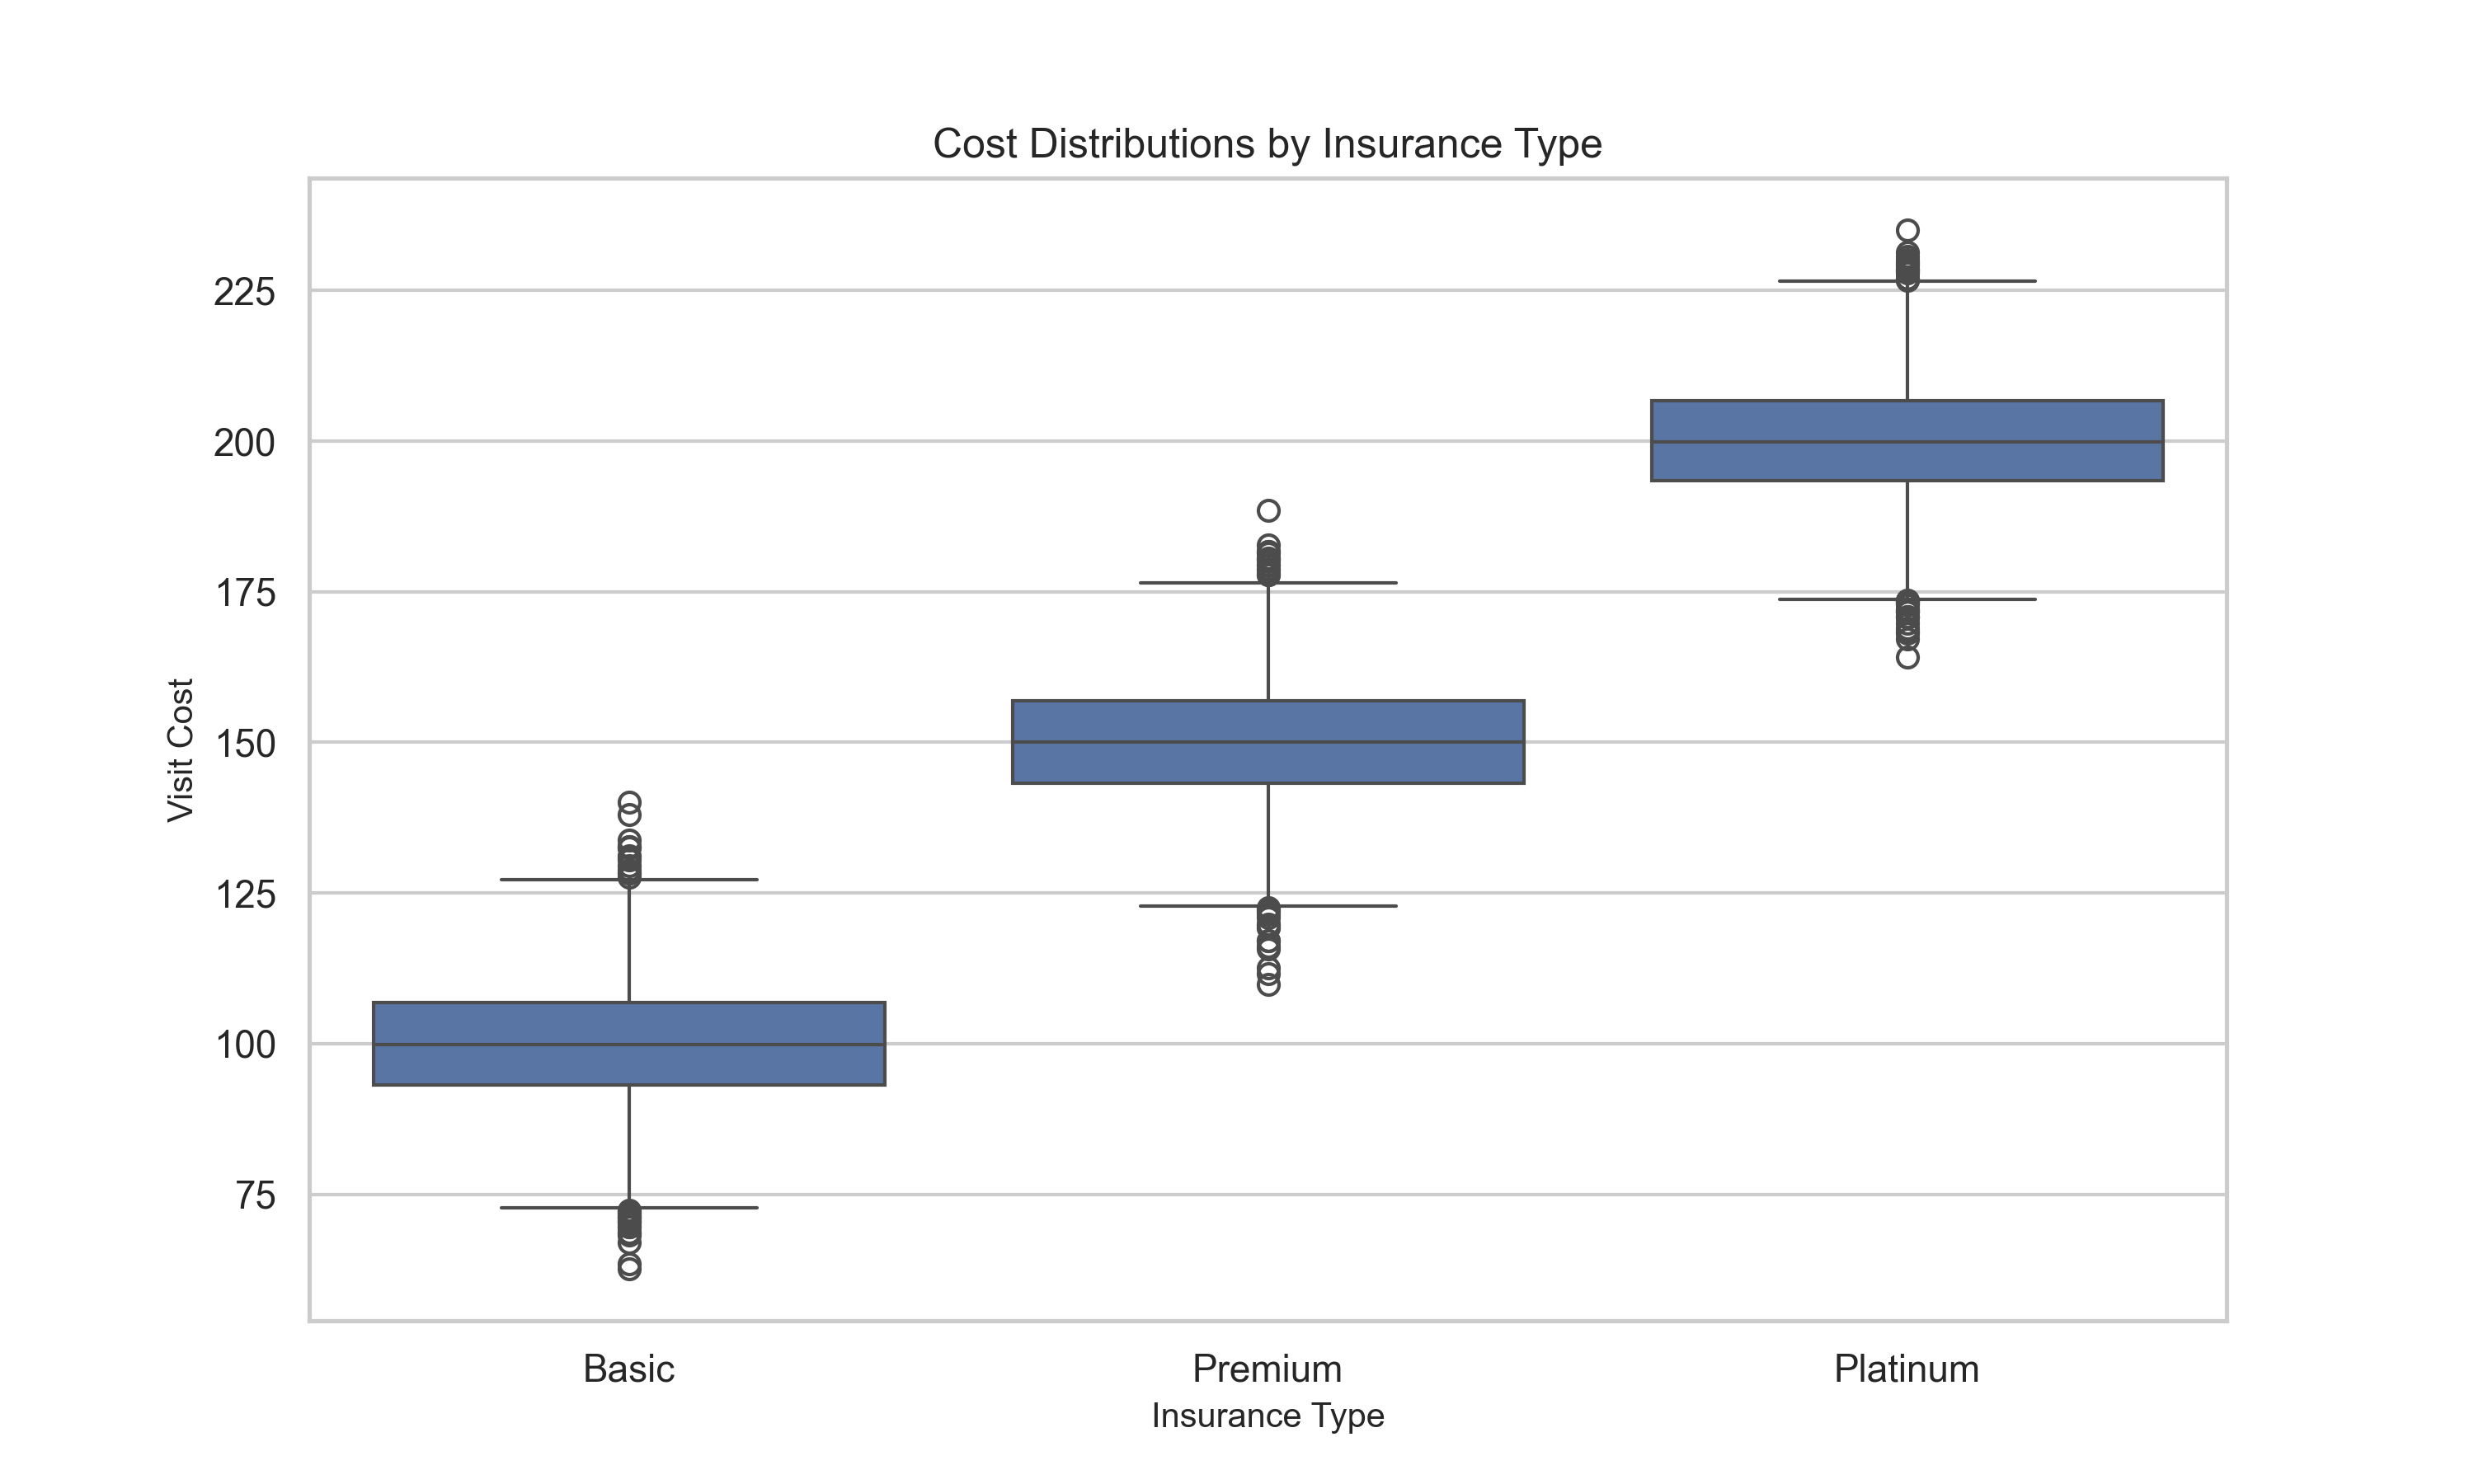 Cost Distributions by Insurance Type
225
200
175
150
125
100
75
Visit Cost
Basic Premium Platinum
Insurance Type